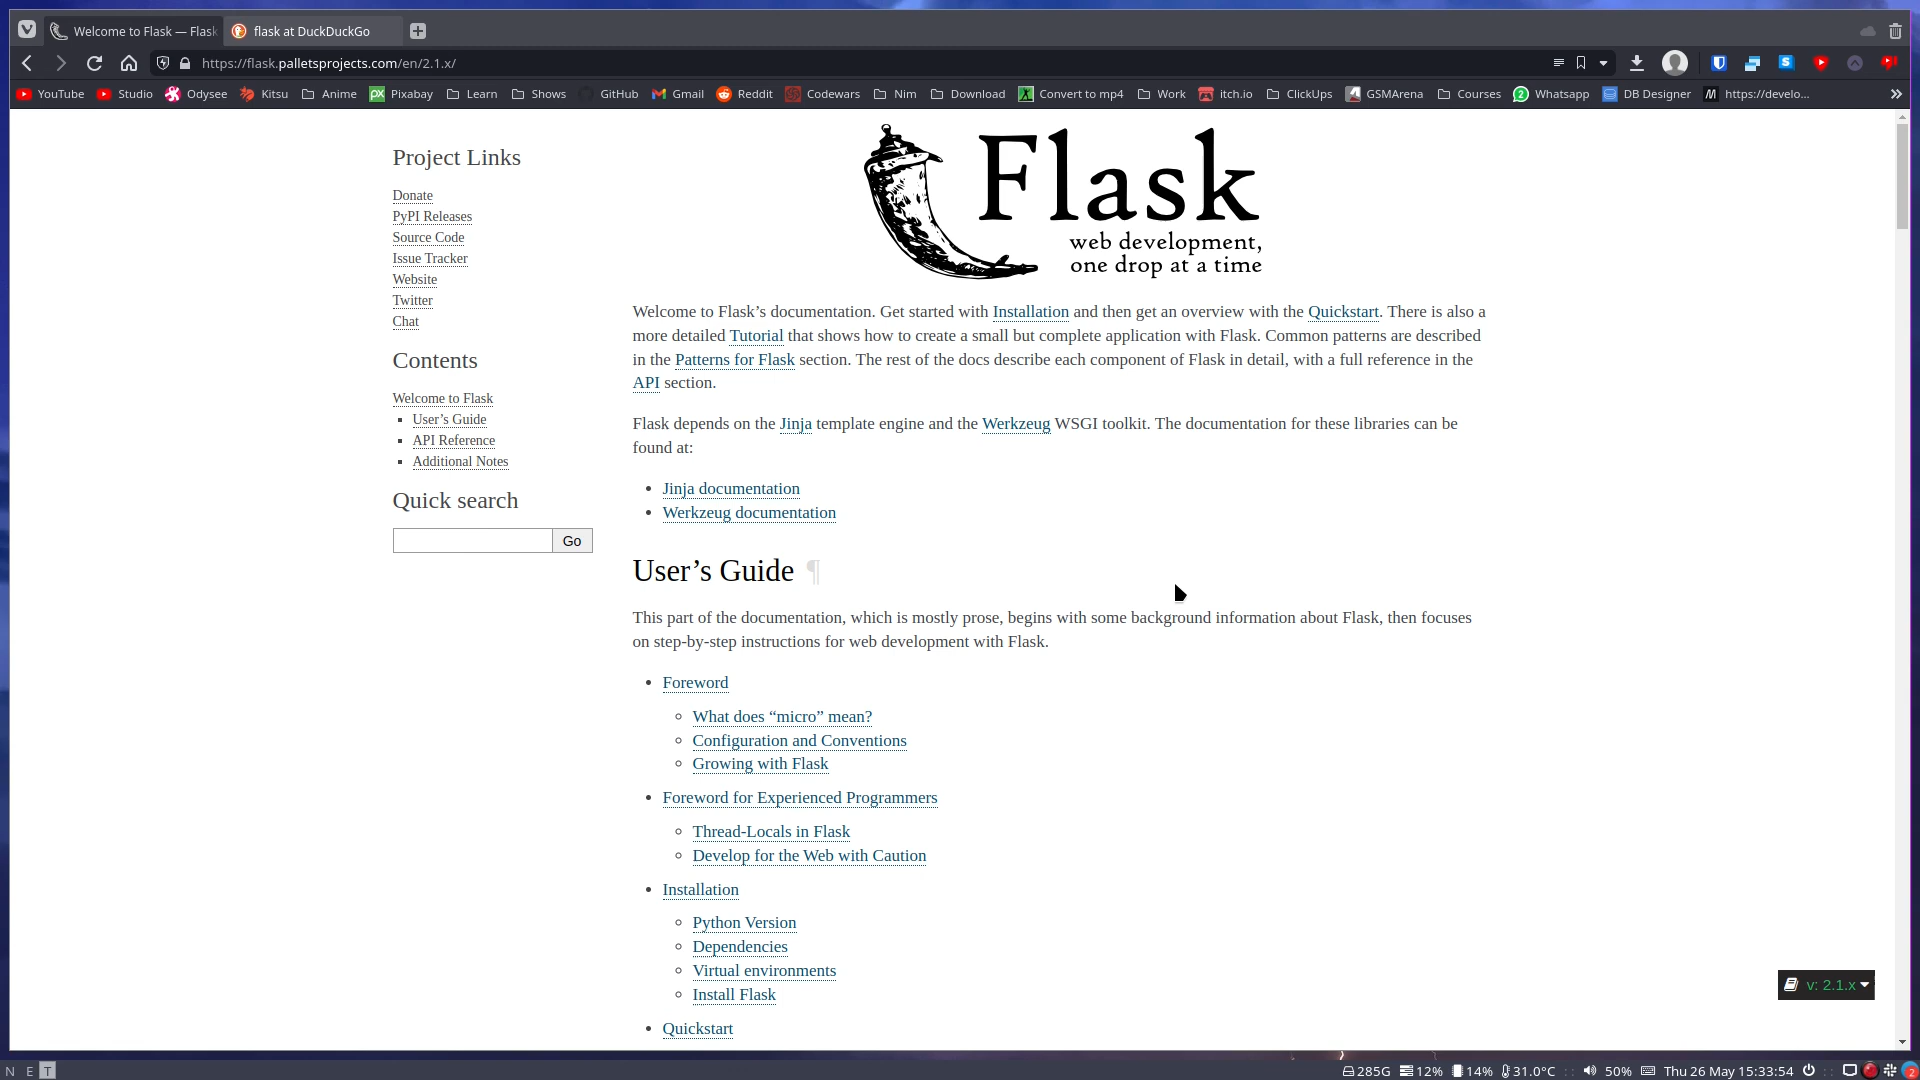 Welcome to Flask — Flask
flask at DuckDuckGo
https://flask.palletsprojects.com/en/2.1.x/
YouTube Studio Odysee Kitsu Anime Pixabay Learn Shows GitHub Gmail Reddit Codewars Nim Download Convert to mp4 Work itch.io ClickUps GSMArena Courses Whatsapp DB Designer https://develo...
Project Links
Donate
PyPI Releases
Source Code
Issue Tracker
Website
Twitter
Chat
Contents
Welcome to Flask
User’s Guide
API Reference
Additional Notes
Quick search
Go
Flask
web development,
one drop at a time
Welcome to Flask’s documentation. Get started with Installation and then get an overview with the Quickstart. There is also a
more detailed Tutorial that shows how to create a small but complete application with Flask. Common patterns are described
in the Patterns for Flask section. The rest of the docs describe each component of Flask in detail, with a full reference in the
API section.
Flask depends on the Jinja template engine and the Werkzeug WSGI toolkit. The documentation for these libraries can be
found at:
Jinja documentation
Werkzeug documentation
User’s Guide ¶
This part of the documentation, which is mostly prose, begins with some background information about Flask, then focuses
on step-by-step instructions for web development with Flask.
Foreword
What does “micro” mean?
Configuration and Conventions
Growing with Flask
Foreword for Experienced Programmers
Thread-Locals in Flask
Develop for the Web with Caution
Installation
Python Version
Dependencies
Virtual environments
Install Flask
Quickstart
v: 2.1.x
N E T
285G 12% 14% 31.0°C :: 50% Thu 26 May 15:33:54 :: 2